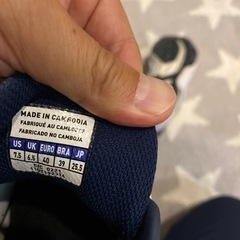 MADE IN CAMBODIA
FABRIQUÉ AU CAMBODGE
FABRICADO NO CAMBOJA
US UK EURO BRA JP
7.5 6.5 40 39 25.5